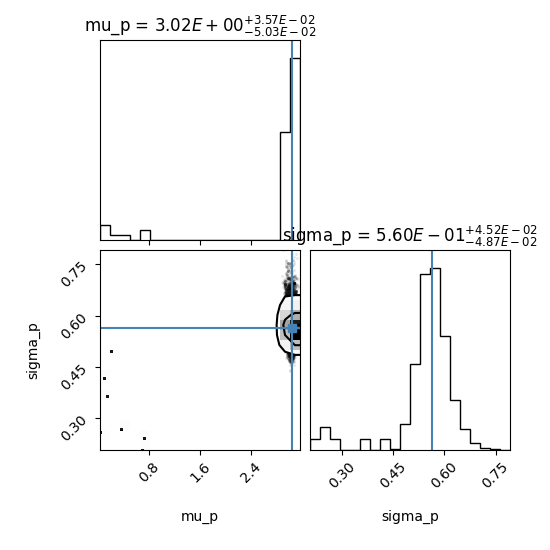 mu_p = 3.02E + 00+3.57E − 02 −5.03E − 02
sigma_p = 5.60E − 01+4.52E − 02 −4.87E − 02
0.75
0.60
0.45
0.30
sigma_p
0.8 1.6 2.4
mu_p
0.30 0.45 0.60 0.75
sigma_p